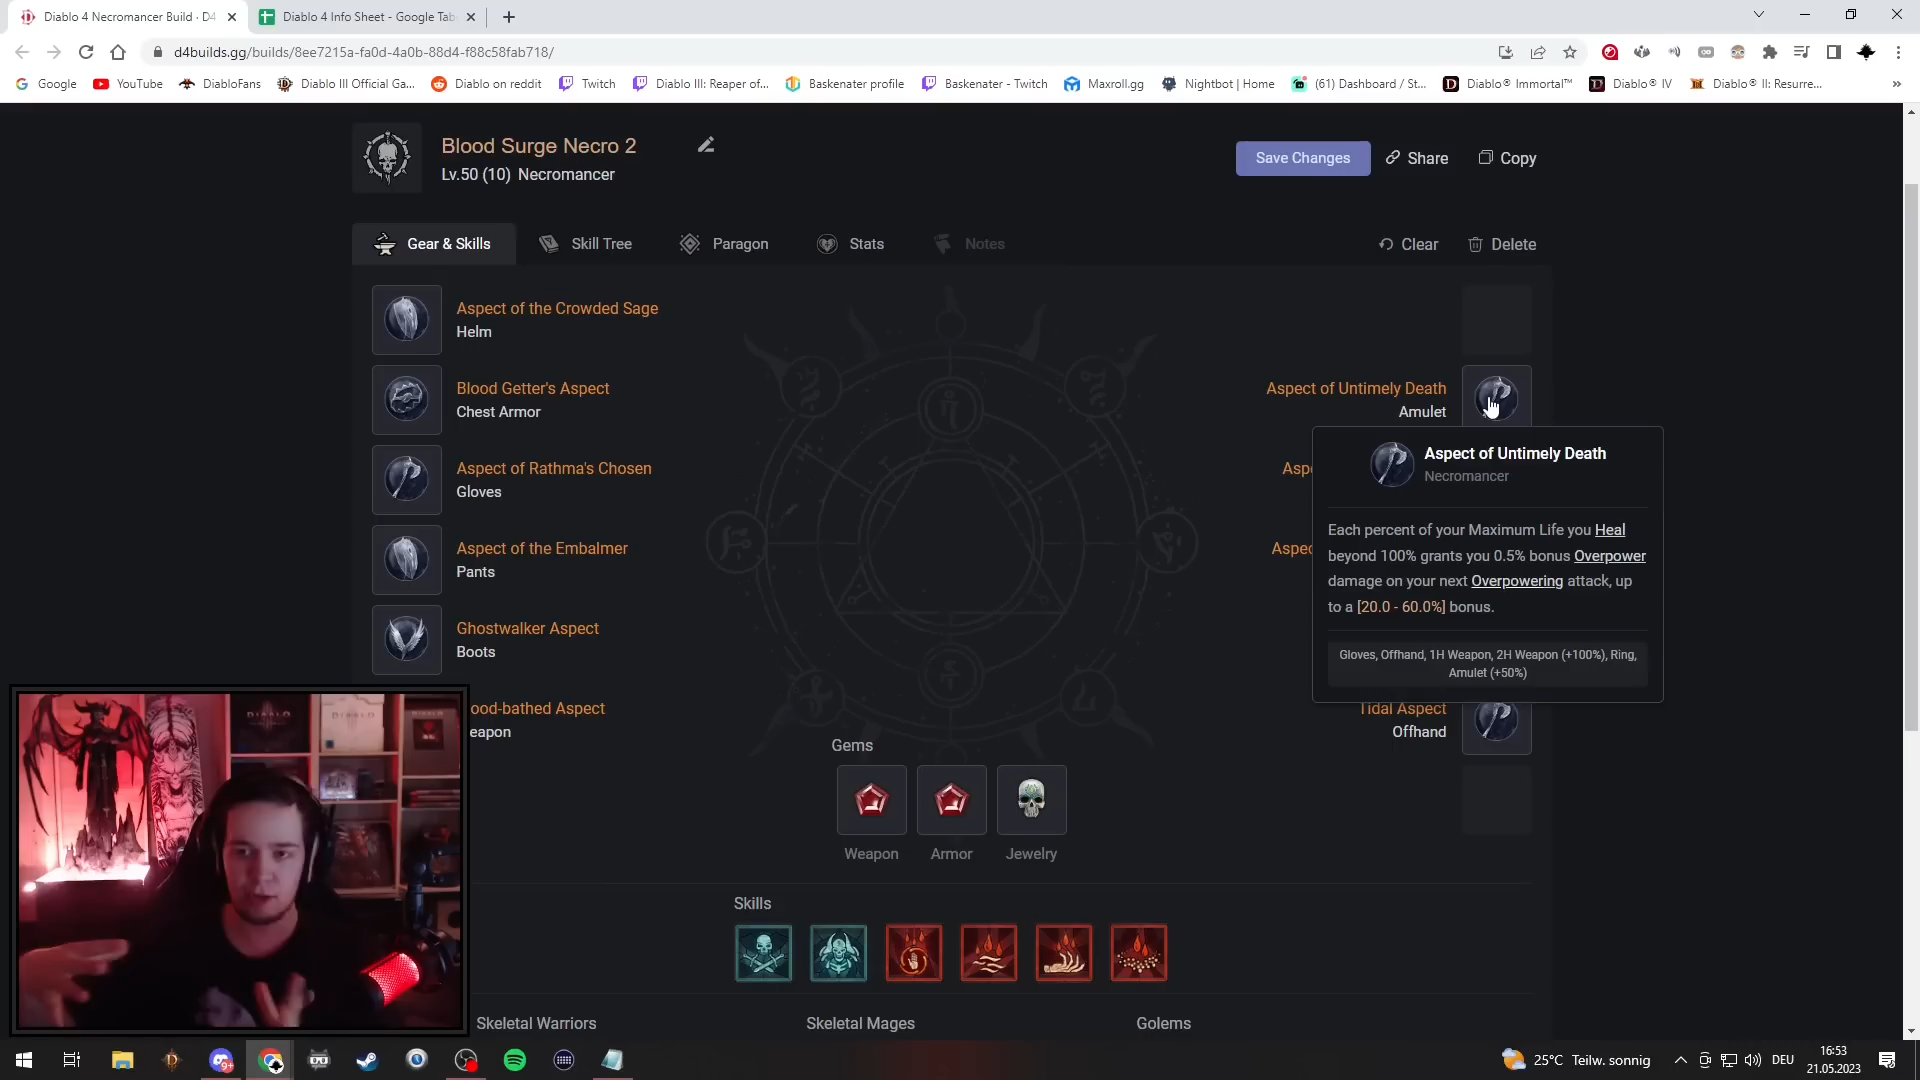 Diablo 4 Necromancer Build · D4
Diablo 4 Info Sheet - Google Tab
d4builds.gg/builds/8ee7215a-fa0d-4a0b-88d4-f88c58fab718/
Google
YouTube
DiabloFans
Diablo III Official Ga...
Diablo on reddit
Twitch
Diablo III: Reaper of...
Baskenater profile
Baskenater - Twitch
Maxroll.gg
Nightbot | Home
(61) Dashboard / St...
Diablo® Immortal™
Diablo® IV
Diablo® II: Resurre...
Blood Surge Necro 2
Lv.50 (10) Necromancer
Save Changes
Share
Copy
Gear & Skills
Skill Tree
Paragon
Stats
Notes
Clear
Delete
Aspect of the Crowded Sage
Helm
Blood Getter's Aspect
Chest Armor
Aspect of Untimely Death
Amulet
Aspect of Rathma's Chosen
Gloves
Asp
Aspect of the Embalmer
Pants
Aspec
Ghostwalker Aspect
Boots
ood-bathed Aspect
eapon
Aspect of Untimely Death
Necromancer
Each percent of your Maximum Life you Heal
beyond 100% grants you 0.5% bonus Overpower
damage on your next Overpowering attack, up
to a [20.0 - 60.0%] bonus.
Gloves, Offhand, 1H Weapon, 2H Weapon (+100%), Ring,
Amulet (+50%)
Tidal Aspect
Offhand
Gems
Weapon
Armor
Jewelry
Skills
Skeletal Warriors
Skeletal Mages
Golems
DIABLO
9+
25°C Teilw. sonnig
DEU
16:53
21.05.2023